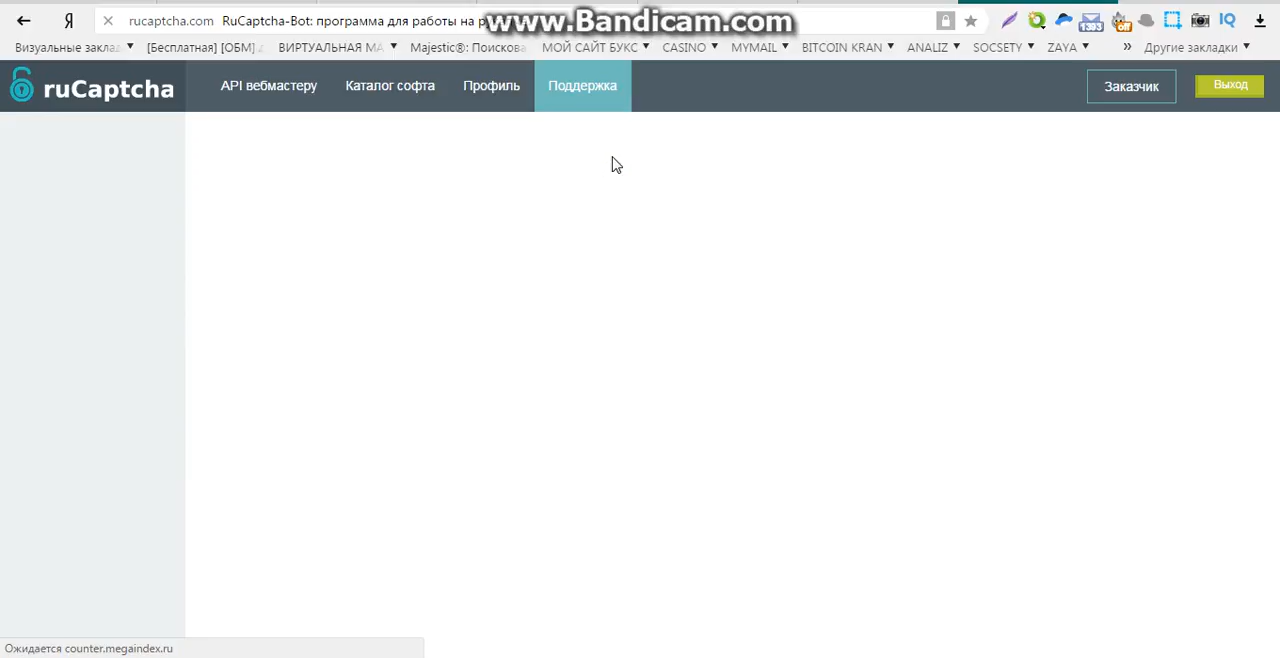 www.Bandicam.com
Я rucaptcha.com RuCaptcha-Bot: программа для работы на
Визуальные заклад [Бесплатная] [ОБМ] ВИРТУАЛЬНАЯ МА Majestic®: Поискова МОЙ САЙТ БУКС CASINO MYMAIL BITCOIN KRAN ANALIZ SOCSETY ZAYA » Другие закладки
ruCaptcha API вебмастеру Каталог софта Профиль Поддержка Заказчик Выход
Ожидается counter.megaindex.ru